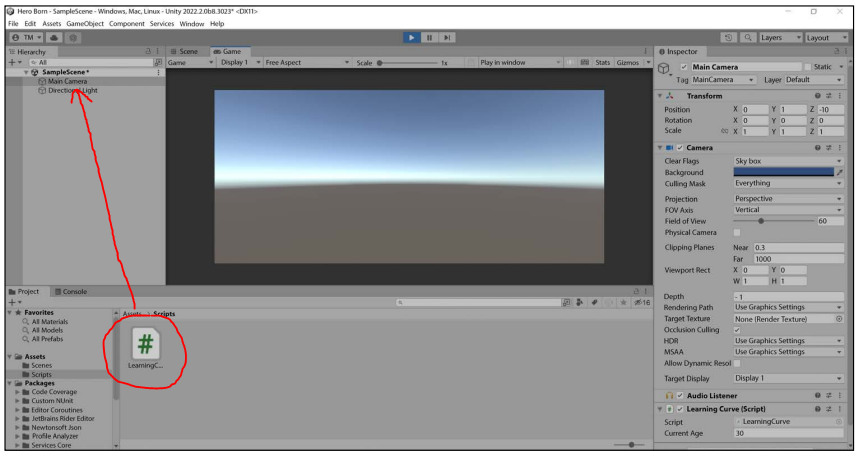 Hero Born - SampleScene - Windows, Mac, Linux - Unity 2022.2.0b8.3023* <DX11>
File Edit Assets GameObject Component Services Window Help
TM
Layers
Layout
Hierarchy
All
SampleScene*
Main Camera
Directional Light
Scene
Game
Game
Display 1
Free Aspect
Scale
1x
Play in window
Stats
Gizmos
Inspector
Main Camera
Static
Tag MainCamera
Layer Default
Transform
Position X 0 Y 1 Z -10
Rotation X 0 Y 0 Z 0
Scale X 1 Y 1 Z 1
Camera
Clear Flags Sky box
Background
Culling Mask Everything
Projection Perspective
FOV Axis Vertical
Field of View 60
Physical Camera
Clipping Planes Near 0.3
Far 1000
Viewport Rect X 0 Y 0
W 1 H 1
Depth -1
Rendering Path Use Graphics Settings
Target Texture None (Render Texture)
Occlusion Culling
HDR Use Graphics Settings
MSAA Use Graphics Settings
Allow Dynamic Resol
Target Display Display 1
Audio Listener
# Learning Curve (Script)
Script LearningCurve
Current Age 30
Project
Console
16
Favorites
All Materials
All Models
All Prefabs
Assets
Scenes
Scripts
Packages
Code Coverage
Custom NUnit
Editor Coroutines
JetBrains Rider Editor
Newtonsoft Json
Profile Analyzer
Services Core
Assets > Scripts
#
LearningC...